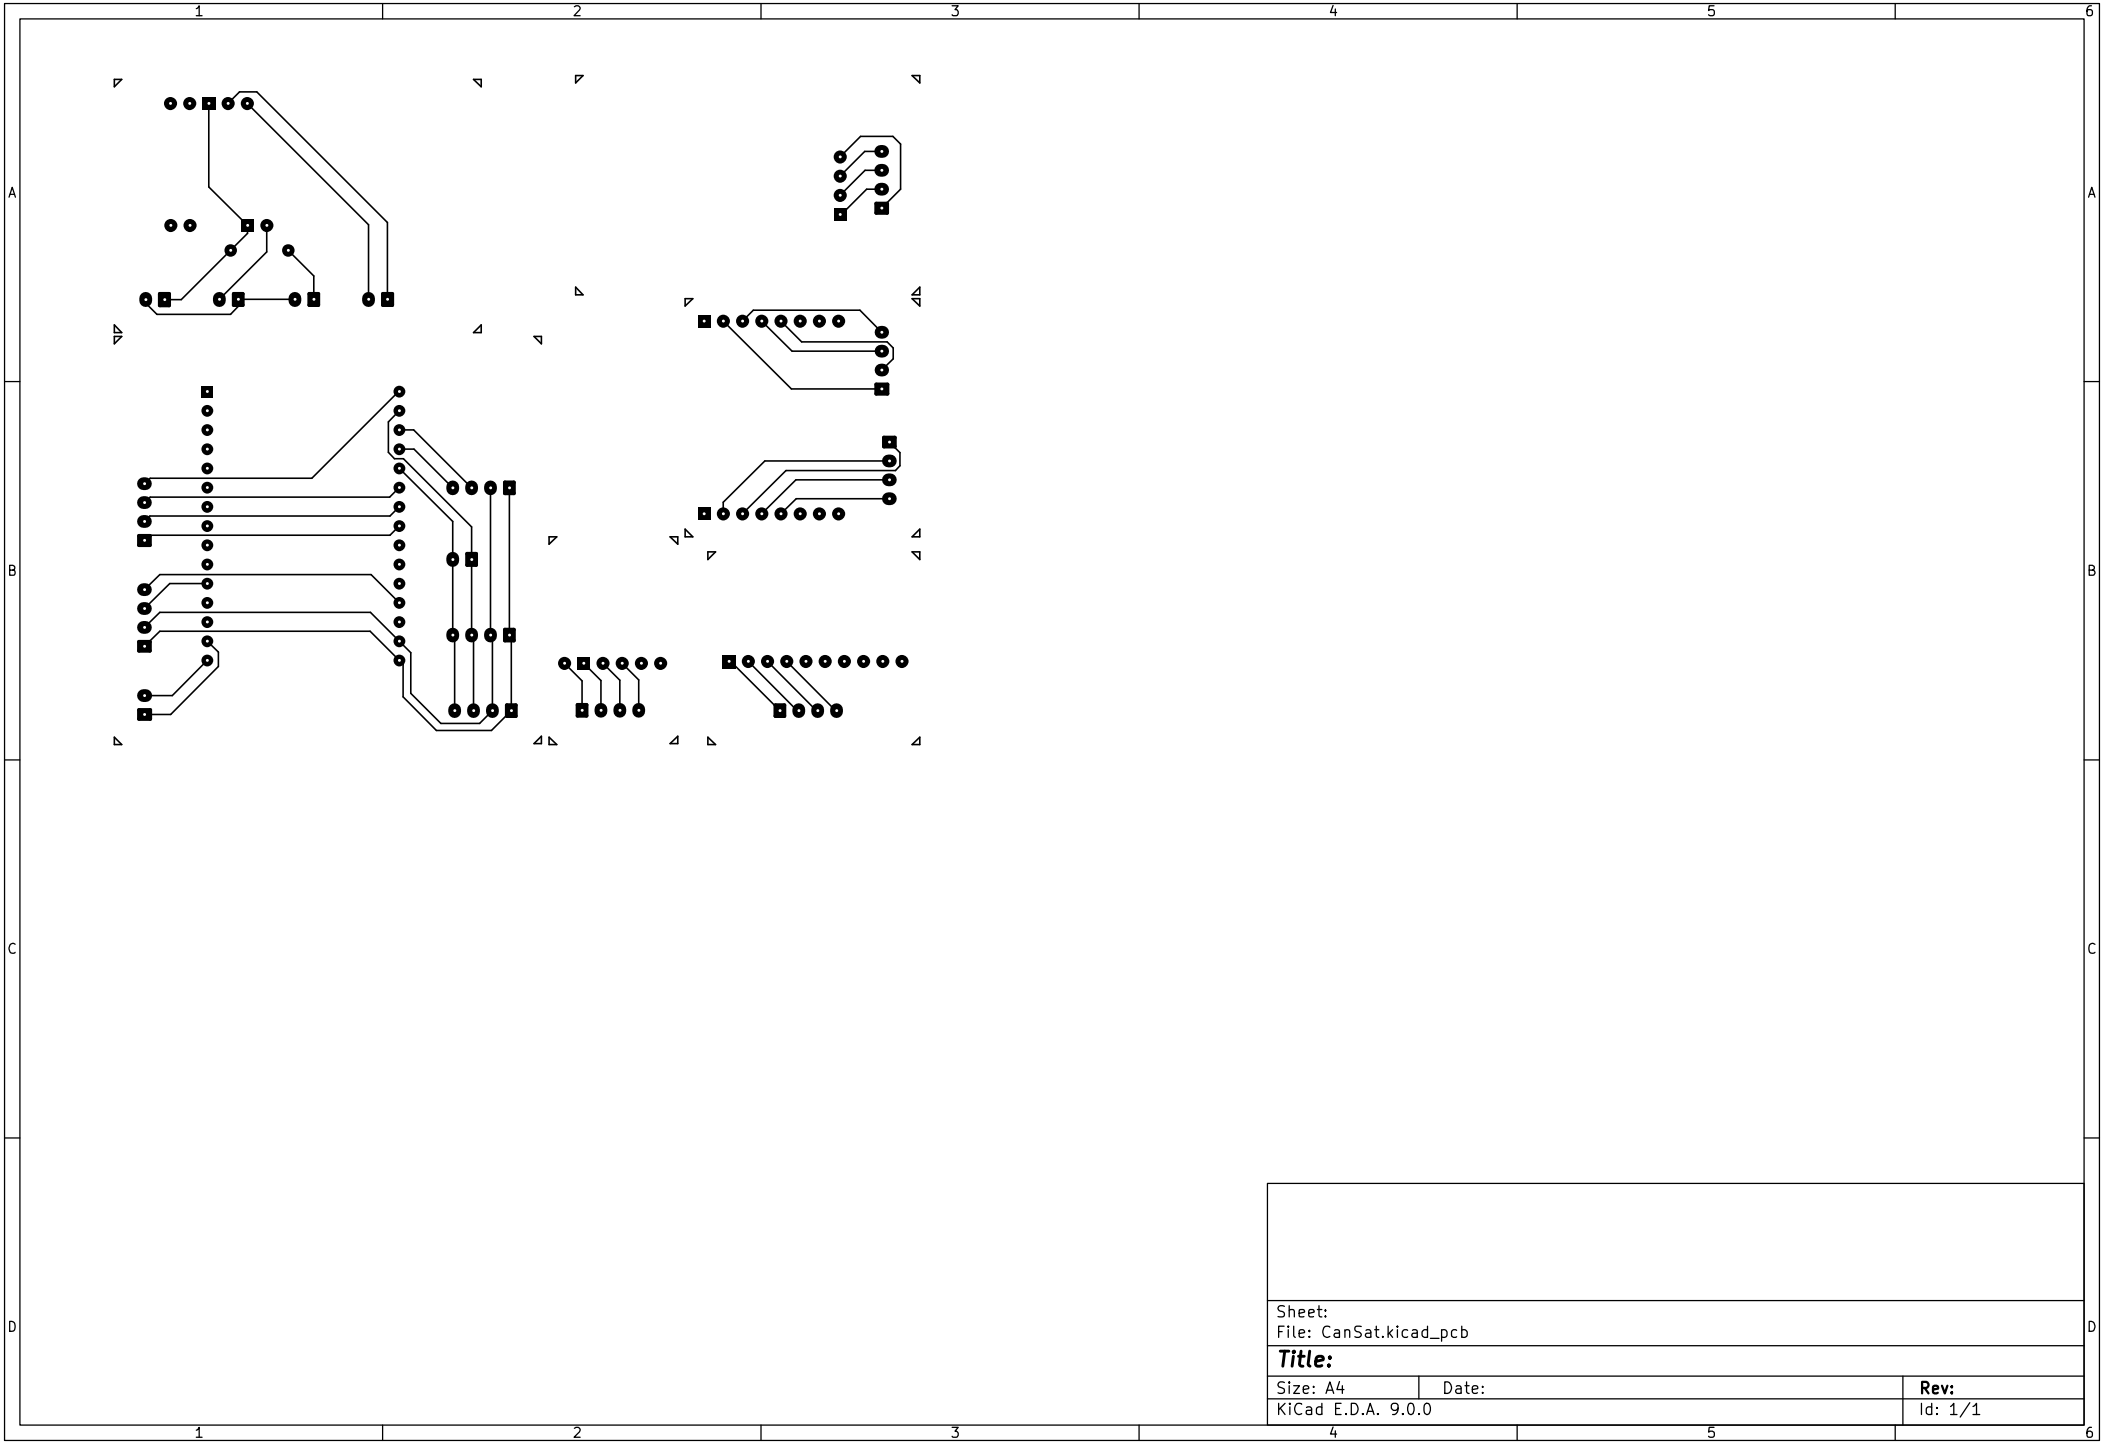 1 2 3 4 5 6
A A
B B
C C
D D
Sheet:
File: CanSat.kicad_pcb
Title:
Size: A4 Date: Rev:
KiCad E.D.A. 9.0.0 Id: 1/1
1 2 3 4 5 6